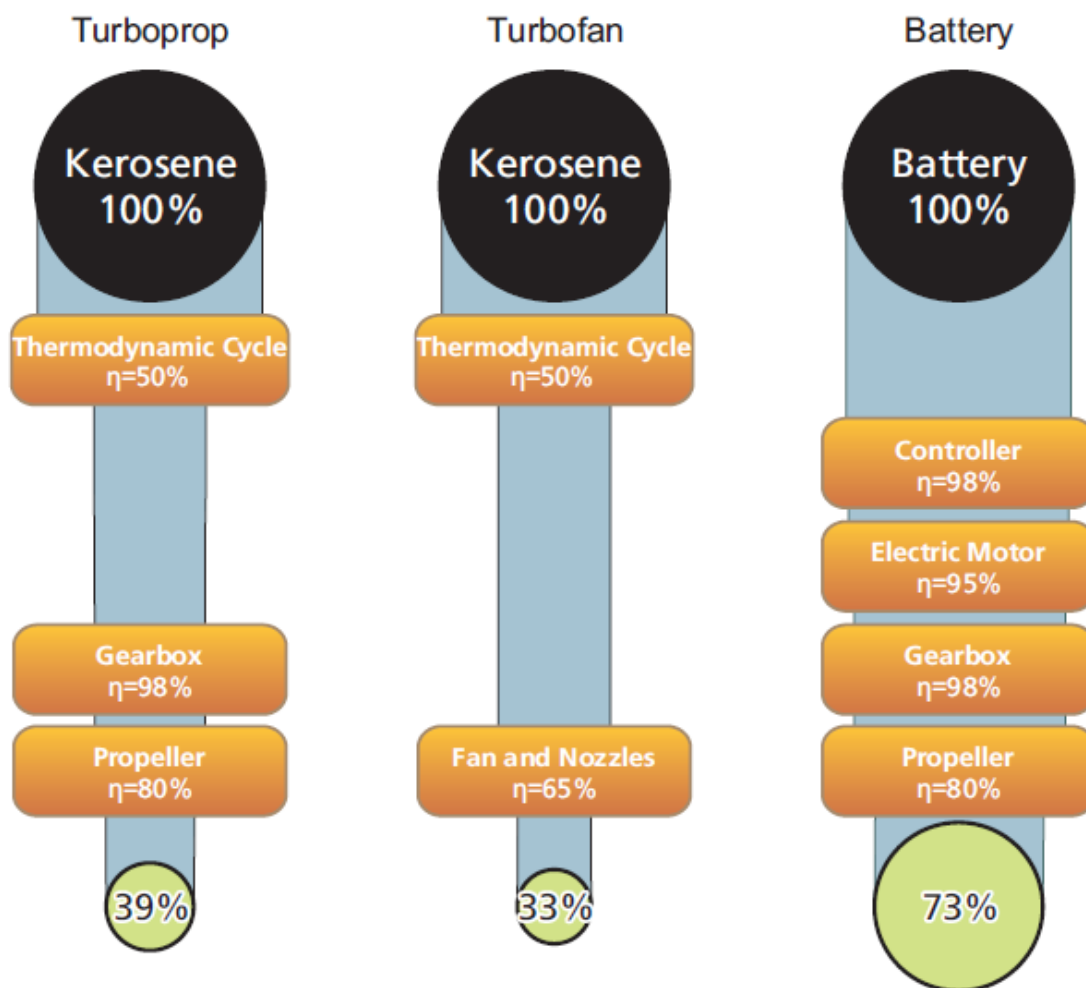 Turboprop
Turbofan
Battery
Kerosene
100%
Kerosene
100%
Battery
100%
Thermodynamic Cycle
η=50%
Thermodynamic Cycle
η=50%
Controller
η=98%
Electric Motor
η=95%
Gearbox
η=98%
Gearbox
η=98%
Propeller
η=80%
Fan and Nozzles
η=65%
Propeller
η=80%
39%
33%
73%